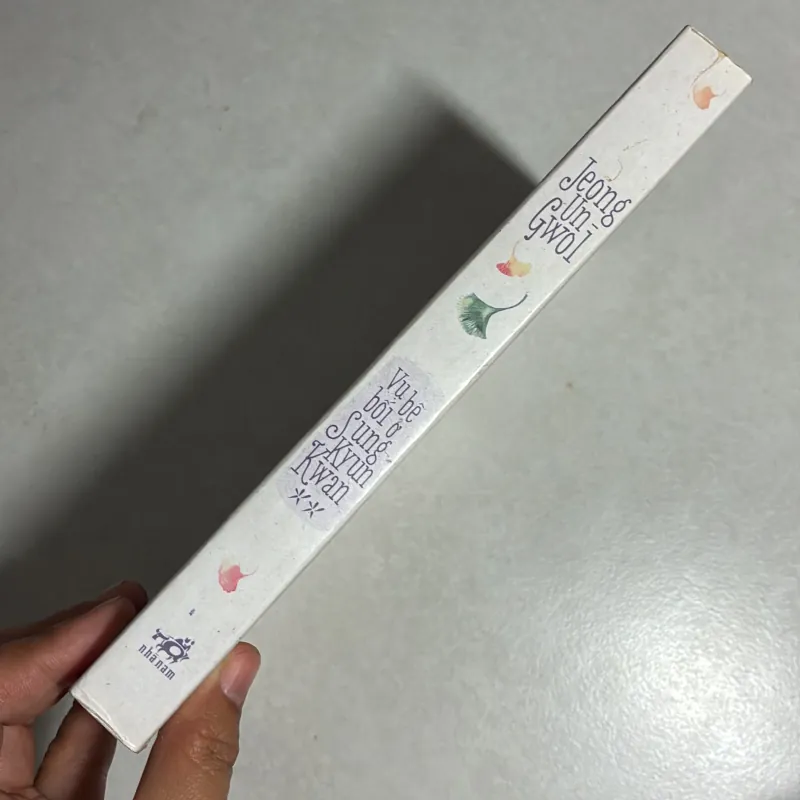 Jeong
Un-
Gwol
Vụ bê
bối ở
Sung
Kyun
Kwan
**
nhã nam